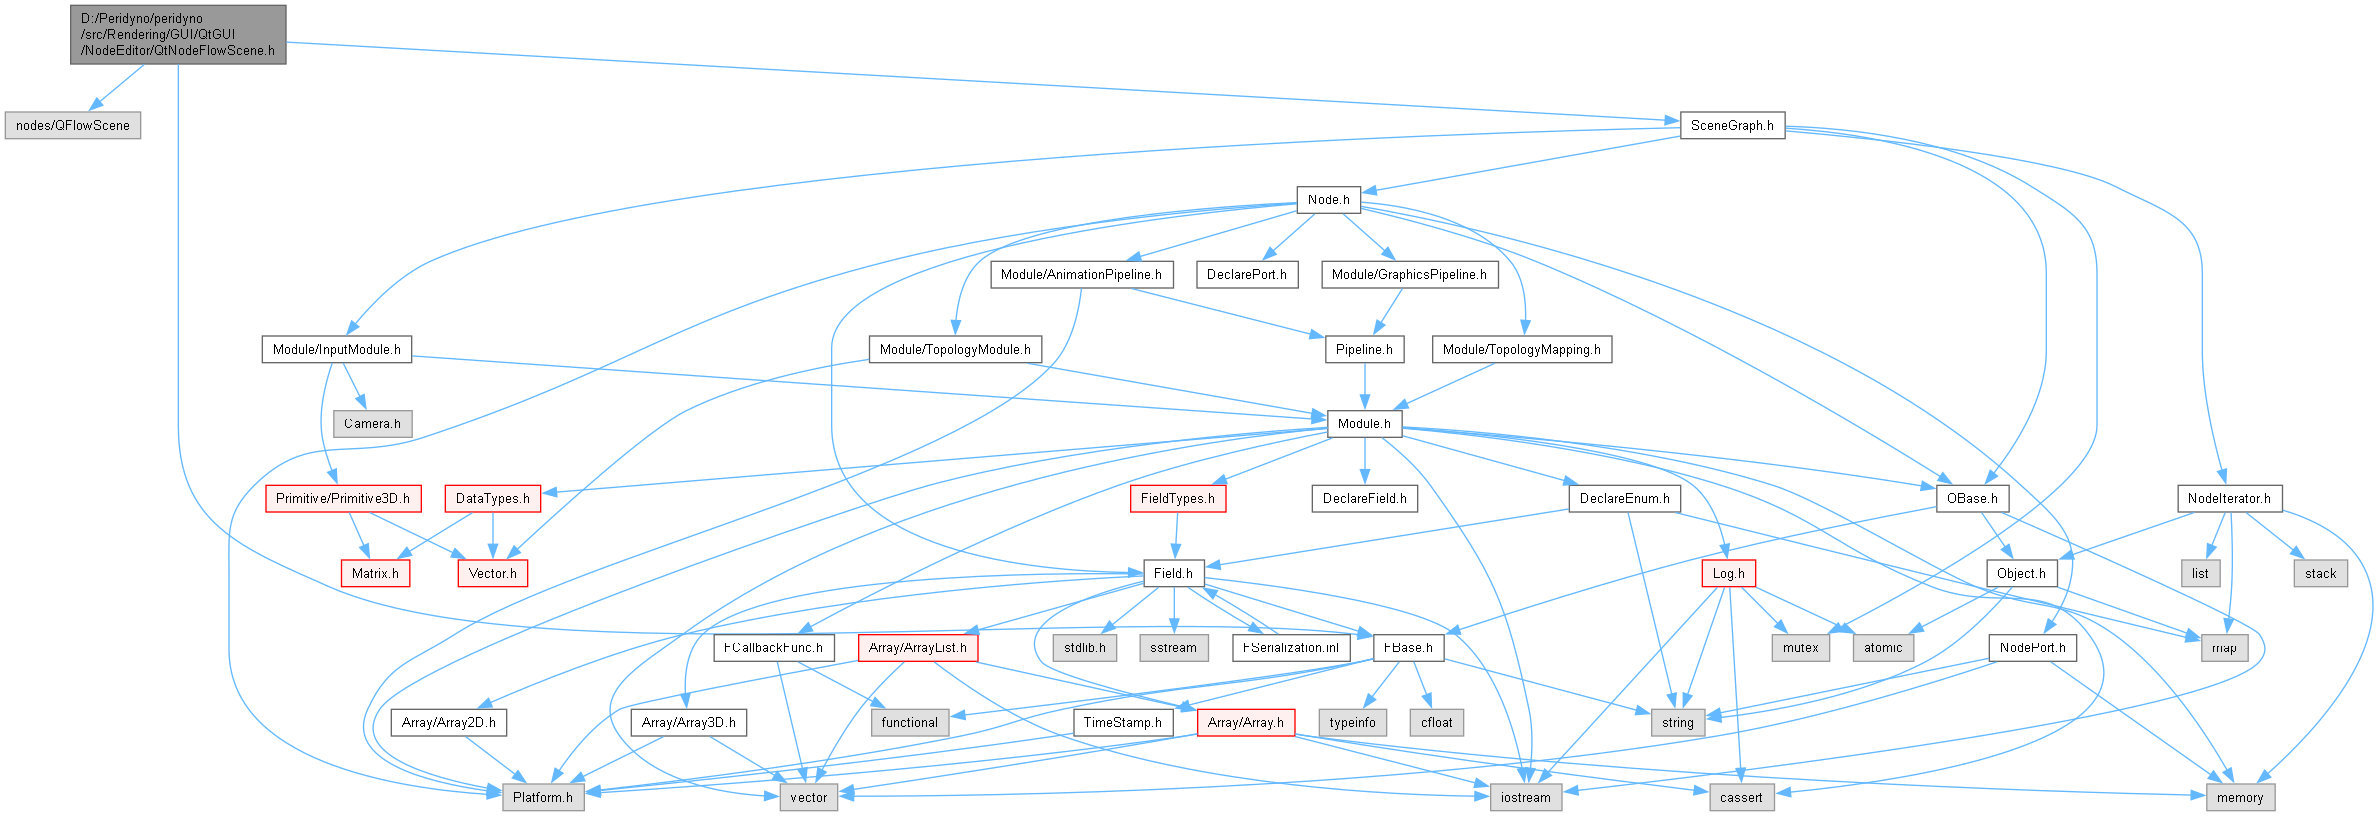 D:/Peridyno/peridyno
/src/Rendering/GUI/QtGUI
/NodeEditor/QtNodeFlowScene.h
nodes/QFlowScene
SceneGraph.h
Node.h
Module/AnimationPipeline.h
DeclarePort.h
Module/GraphicsPipeline.h
Module/InputModule.h
Module/TopologyModule.h
Pipeline.h
Module/TopologyMapping.h
Camera.h
Module.h
Primitive/Primitive3D.h
DataTypes.h
FieldTypes.h
DeclareField.h
DeclareEnum.h
OBase.h
NodeIterator.h
Matrix.h
Vector.h
Field.h
Log.h
Object.h
list
stack
FCallbackFunc.h
Array/ArrayList.h
stdlib.h
sstream
FSerialization.inl
FBase.h
mutex
atomic
NodePort.h
map
Array/Array2D.h
Array/Array3D.h
functional
TimeStamp.h
Array/Array.h
typeinfo
cfloat
string
Platform.h
vector
iostream
cassert
memory